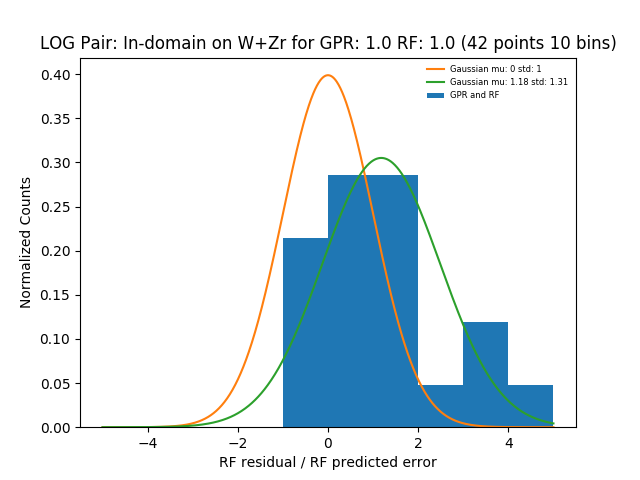 LOG Pair: In-domain on W+Zr for GPR: 1.0 RF: 1.0 (42 points 10 bins)
Gaussian mu: 0 std: 1
Gaussian mu: 1.18 std: 1.31
GPR and RF
Normalized Counts
0.40
0.35
0.30
0.25
0.20
0.15
0.10
0.05
0.00
−4
−2
0
2
4
RF residual / RF predicted error